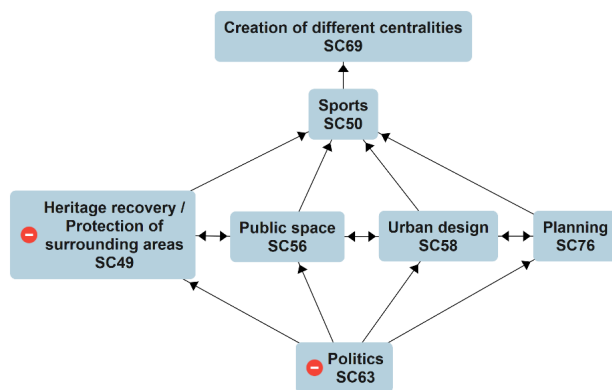 Creation of different centralities
SC69
Sports
SC50
Heritage recovery /
Protection of
surrounding areas
SC49
Public space
SC56
Urban design
SC58
Planning
SC76
Politics
SC63